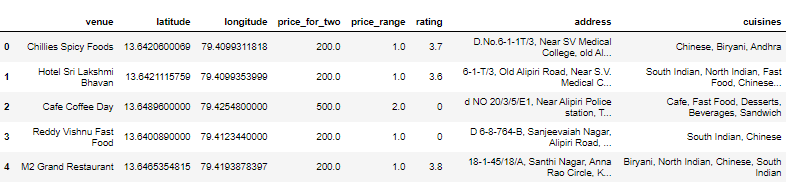 venue latitude longitude price_for_two price_range rating address cuisines
0 Chillies Spicy Foods 13.6420600069 79.4099311818 200.0 1.0 3.7 D.No.6-1-1T/3, Near SV Medical College, old Al... Chinese, Biryani, Andhra
1 Hotel Sri Lakshmi Bhavan 13.6421115759 79.4099353999 200.0 1.0 3.6 6-1-T/3, Old Alipiri Road, Near S.V. Medical C... South Indian, North Indian, Fast Food, Chinese...
2 Cafe Coffee Day 13.6489600000 79.4254800000 500.0 2.0 0 d NO 20/3/5/E1, Near Alipiri Police station, T... Cafe, Fast Food, Desserts, Beverages, Sandwich
3 Reddy Vishnu Fast Food 13.6400890000 79.4123440000 200.0 1.0 0 D 6-8-764-B, Sanjeevaiah Nagar, Alipiri Road, ... South Indian, Chinese
4 M2 Grand Restaurant 13.6465354815 79.4193878397 200.0 1.0 3.8 18-1-45/18/A, Santhi Nagar, Anna Rao Circle, K... Biryani, North Indian, Chinese, South Indian